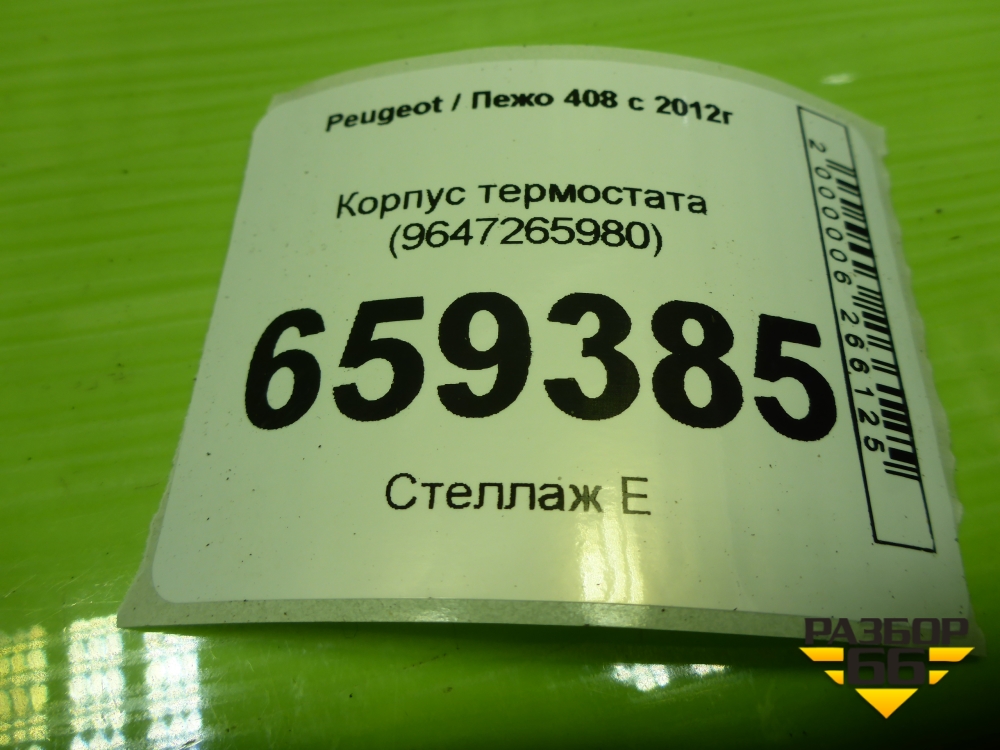 Peugeot / Пежо 408 с 2012г
Корпус термостата
(9647265980)
659385
Стеллаж Е
2000006266125
РАЗБОР
66